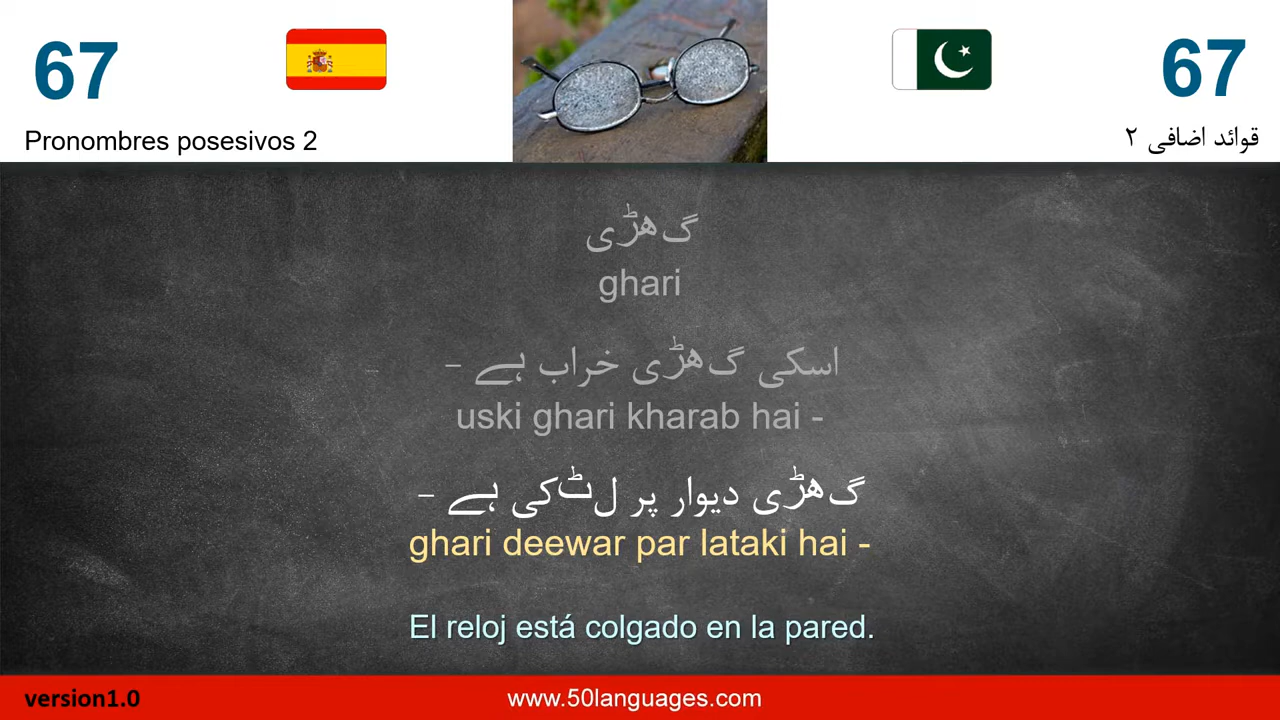 67
67
Pronombres posesivos 2
قوائد اضافی ۲
گھڑی
ghari
اسکی گھڑی خراب ہے –
uski ghari kharab hai -
گھڑی دیوار پر لٹکی ہے –
ghari deewar par lataki hai -
El reloj está colgado en la pared.
version1.0
www.50languages.com